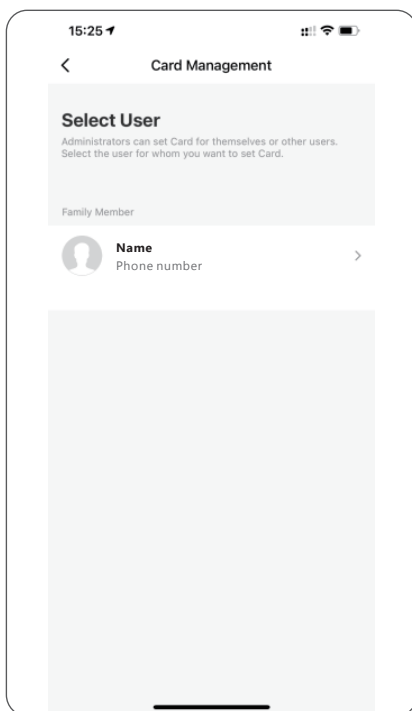 15:25
Card Management
Select User
Administrators can set Card for themselves or other users.
Select the user for whom you want to set Card.
Family Member
Name
Phone number